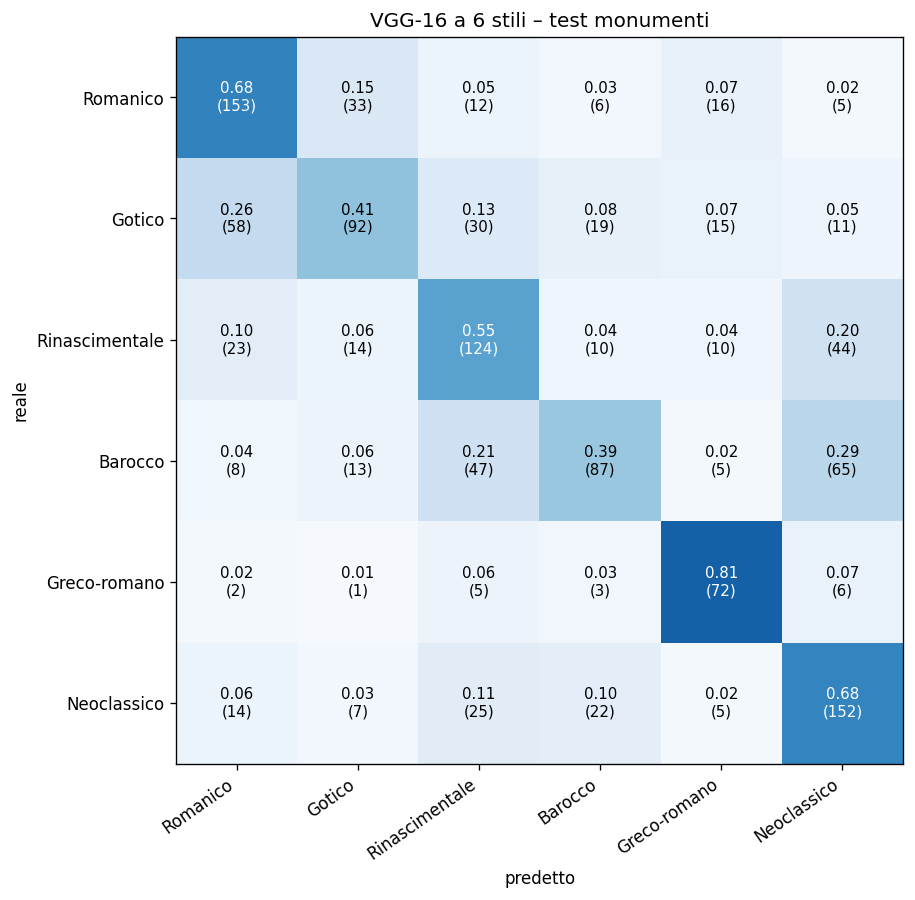 VGG-16 a 6 stili – test monumenti
Romanico
0.68 0.15 0.05 0.03 0.07 0.02
(153) (33) (12) (6) (16) (5)
Gotico
0.26 0.41 0.13 0.08 0.07 0.05
(58) (92) (30) (19) (15) (11)
Rinascimentale
0.10 0.06 0.55 0.04 0.04 0.20
(23) (14) (124) (10) (10) (44)
reale
Barocco
0.04 0.06 0.21 0.39 0.02 0.29
(8) (13) (47) (87) (5) (65)
Greco-romano
0.02 0.01 0.06 0.03 0.81 0.07
(2) (1) (5) (3) (72) (6)
Neoclassico
0.06 0.03 0.11 0.10 0.02 0.68
(14) (7) (25) (22) (5) (152)
Romanico
Gotico
Rinascimentale
Barocco
Greco-romano
Neoclassico
predetto